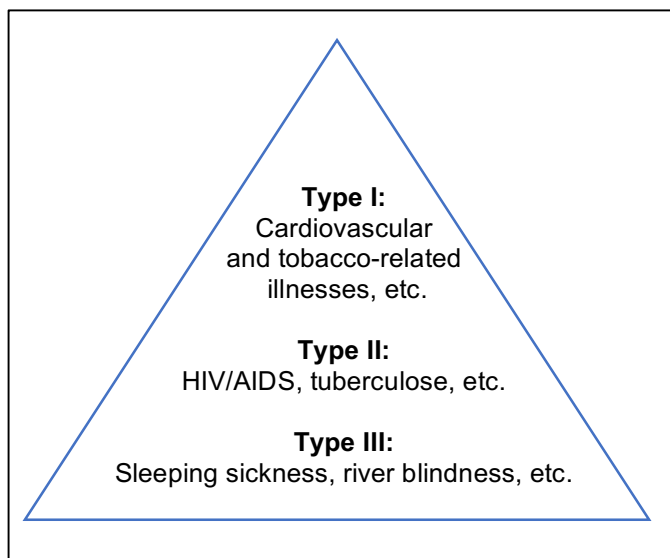 Type I:
Cardiovascular
and tobacco-related
illnesses, etc.
Type II:
HIV/AIDS, tuberculose, etc.
Type III:
Sleeping sickness, river blindness, etc.